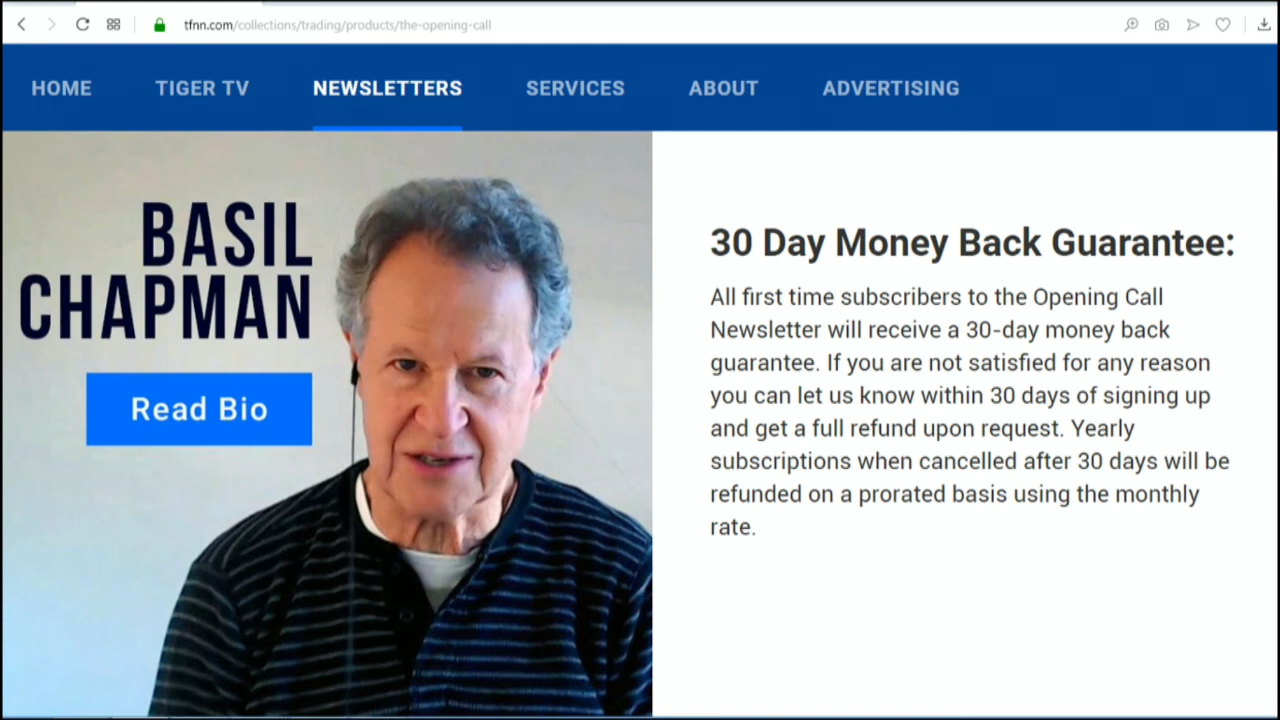 tfnn.com/collections/trading/products/the-opening-call
HOME TIGER TV NEWSLETTERS SERVICES ABOUT ADVERTISING
BASIL
CHAPMAN
Read Bio
30 Day Money Back Guarantee:
All first time subscribers to the Opening Call
Newsletter will receive a 30-day money back
guarantee. If you are not satisfied for any reason
you can let us know within 30 days of signing up
and get a full refund upon request. Yearly
subscriptions when cancelled after 30 days will be
refunded on a prorated basis using the monthly
rate.